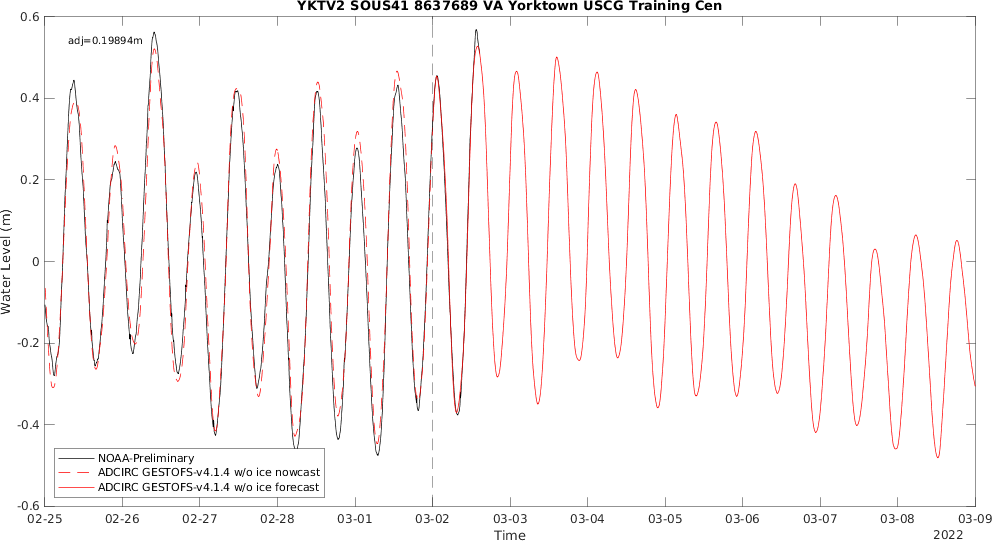 YKTV2 SOUS41 8637689 VA Yorktown USCG Training Cen
adj=0.19894m
0.6
0.4
0.2
0
-0.2
-0.4
-0.6
Water Level (m)
NOAA-Preliminary
ADCIRC GESTOFS-v4.1.4 w/o ice nowcast
ADCIRC GESTOFS-v4.1.4 w/o ice forecast
02-25 02-26 02-27 02-28 03-01 03-02 03-03 03-04 03-05 03-06 03-07 03-08 03-09
Time
2022